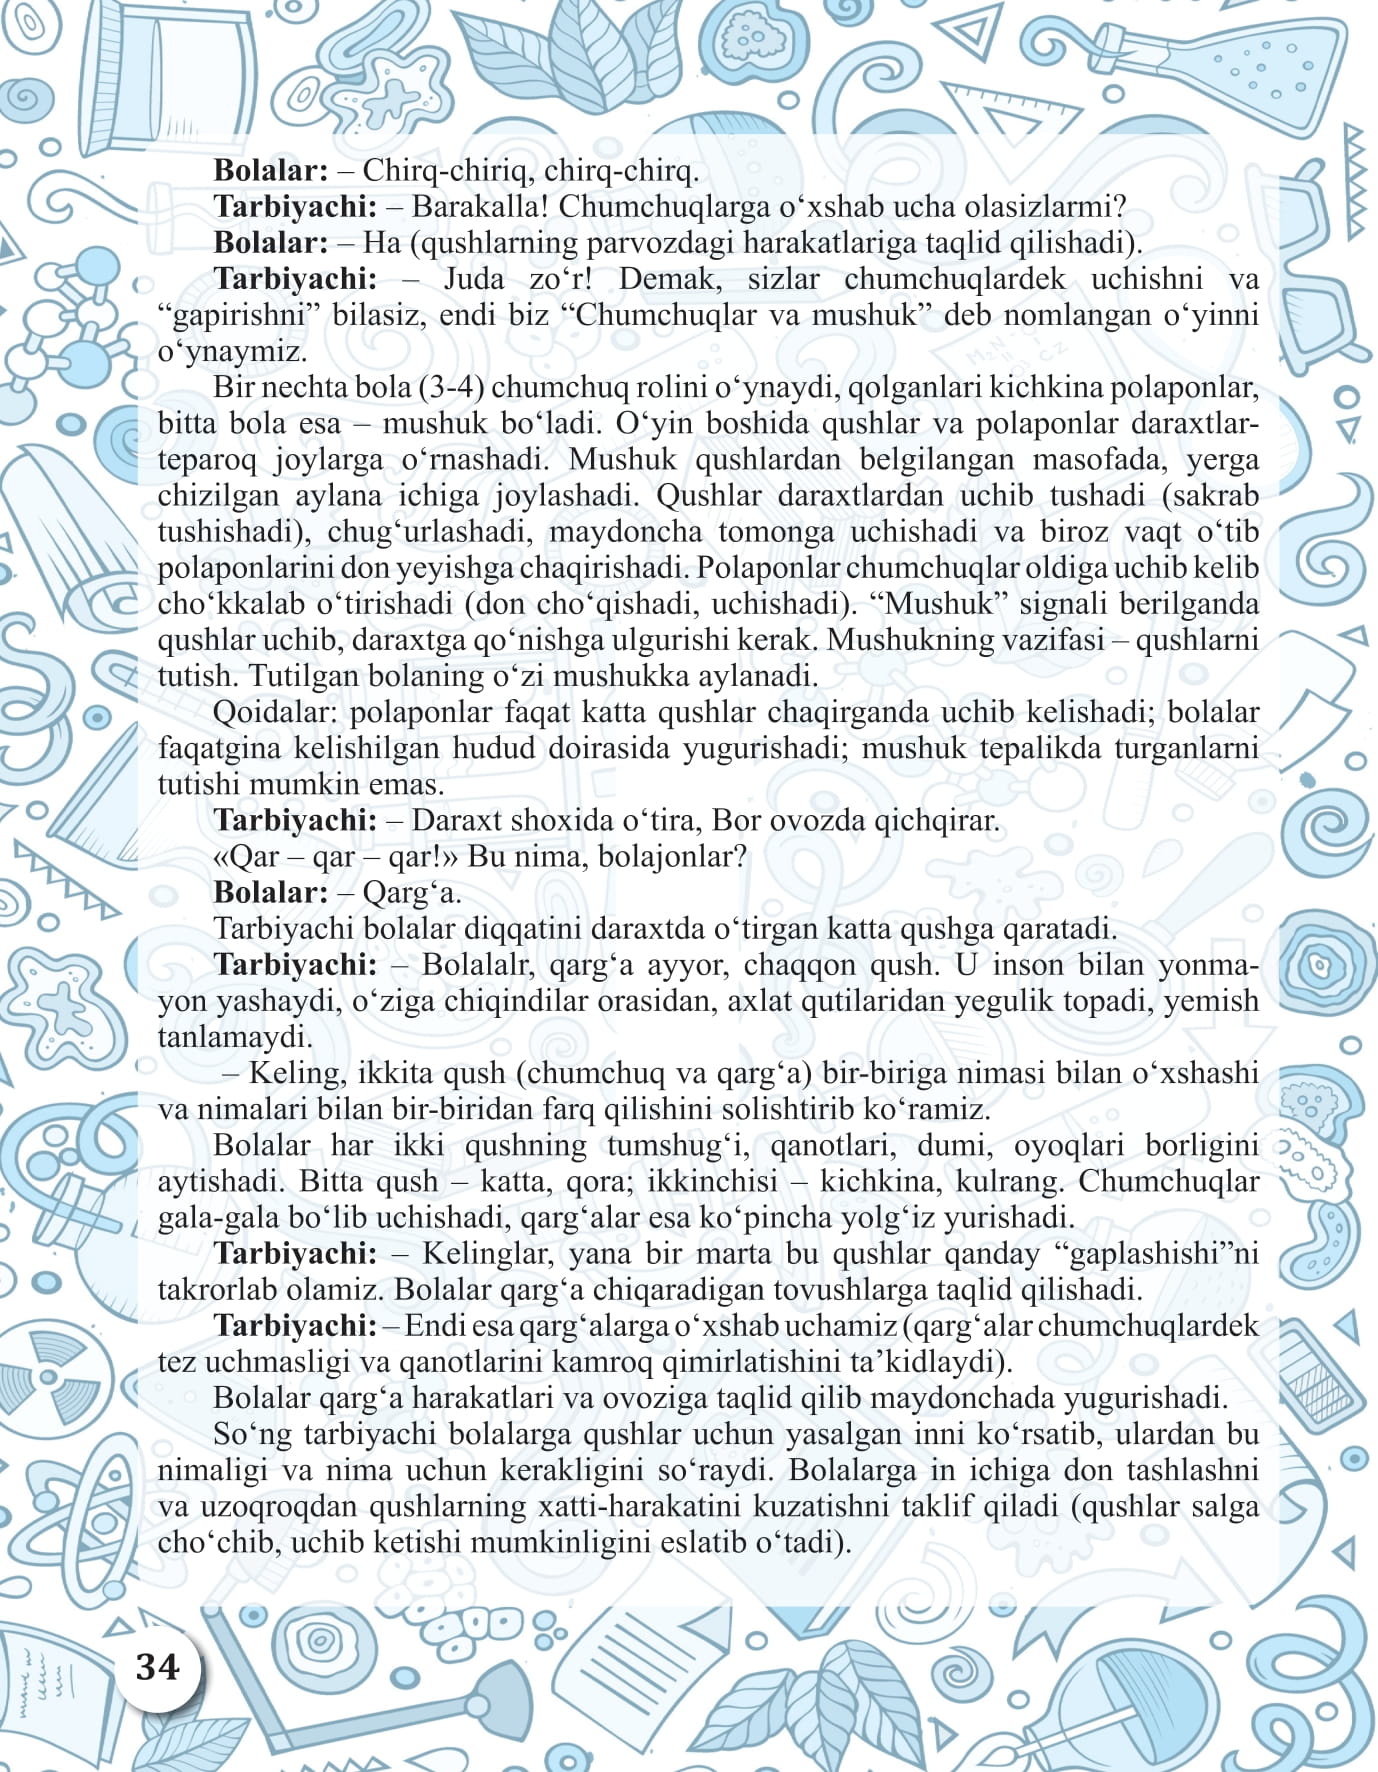 Bolalar: – Chirq-chiriq, chirq-chirq.
Tarbiyachi: – Barakalla! Chumchuqlarga o‘xshab ucha olasizlarmi?
Bolalar: – Ha (qushlarning parvozdagi harakatlariga taqlid qilishadi).
Tarbiyachi: – Juda zo‘r! Demak, sizlar chumchuqlardek uchishni va
“gapirishni” bilasiz, endi biz “Chumchuqlar va mushuk” deb nomlangan o‘yinni
o‘ynaymiz.
Bir nechta bola (3-4) chumchuq rolini o‘ynaydi, qolganlari kichkina polaponlar,
bitta bola esa – mushuk bo‘ladi. O‘yin boshida qushlar va polaponlar daraxtlar-
teparoq joylarga o‘rnashadi. Mushuk qushlardan belgilangan masofada, yerga
chizilgan aylana ichiga joylashadi. Qushlar daraxtlardan uchib tushadi (sakrab
tushishadi), chug‘urlashadi, maydoncha tomonga uchishadi va biroz vaqt o‘tib
polaponlarini don yeyishga chaqirishadi. Polaponlar chumchuqlar oldiga uchib kelib
cho‘kkalab o‘tirishadi (don cho‘qishadi, uchishadi). “Mushuk” signali berilganda
qushlar uchib, daraxtga qo‘nishga ulgurishi kerak. Mushukning vazifasi – qushlarni
tutish. Tutilgan bolaning o‘zi mushukka aylanadi.
Qoidalar: polaponlar faqat katta qushlar chaqirganda uchib kelishadi; bolalar
faqatgina kelishilgan hudud doirasida yugurishadi; mushuk tepalikda turganlarni
tutishi mumkin emas.
Tarbiyachi: – Daraxt shoxida o‘tira, Bor ovozda qichqirar.
«Qar – qar – qar!» Bu nima, bolajonlar?
Bolalar: – Qarg‘a.
Tarbiyachi bolalar diqqatini daraxtda o‘tirgan katta qushga qaratadi.
Tarbiyachi: – Bolalalr, qarg‘a ayyor, chaqqon qush. U inson bilan yonma-
yon yashaydi, o‘ziga chiqindilar orasidan, axlat qutilaridan yegulik topadi, yemish
tanlamaydi.
– Keling, ikkita qush (chumchuq va qarg‘a) bir-biriga nimasi bilan o‘xshashi
va nimalari bilan bir-biridan farq qilishini solishtirib ko‘ramiz.
Bolalar har ikki qushning tumshug‘i, qanotlari, dumi, oyoqlari borligini
aytishadi. Bitta qush – katta, qora; ikkinchisi – kichkina, kulrang. Chumchuqlar
gala-gala bo‘lib uchishadi, qarg‘alar esa ko‘pincha yolg‘iz yurishadi.
Tarbiyachi: – Kelinglar, yana bir marta bu qushlar qanday “gaplashishi”ni
takrorlab olamiz. Bolalar qarg‘a chiqaradigan tovushlarga taqlid qilishadi.
Tarbiyachi: – Endi esa qarg‘alarga o‘xshab uchamiz (qarg‘alar chumchuqlardek
tez uchmasligi va qanotlarini kamroq qimirlatishini ta’kidlaydi).
Bolalar qarg‘a harakatlari va ovoziga taqlid qilib maydonchada yugurishadi.
So‘ng tarbiyachi bolalarga qushlar uchun yasalgan inni ko‘rsatib, ulardan bu
nimaligi va nima uchun kerakligini so‘raydi. Bolalarga in ichiga don tashlashni
va uzoqroqdan qushlarning xatti-harakatini kuzatishni taklif qiladi (qushlar salga
cho‘chib, uchib ketishi mumkinligini eslatib o‘tadi).
34